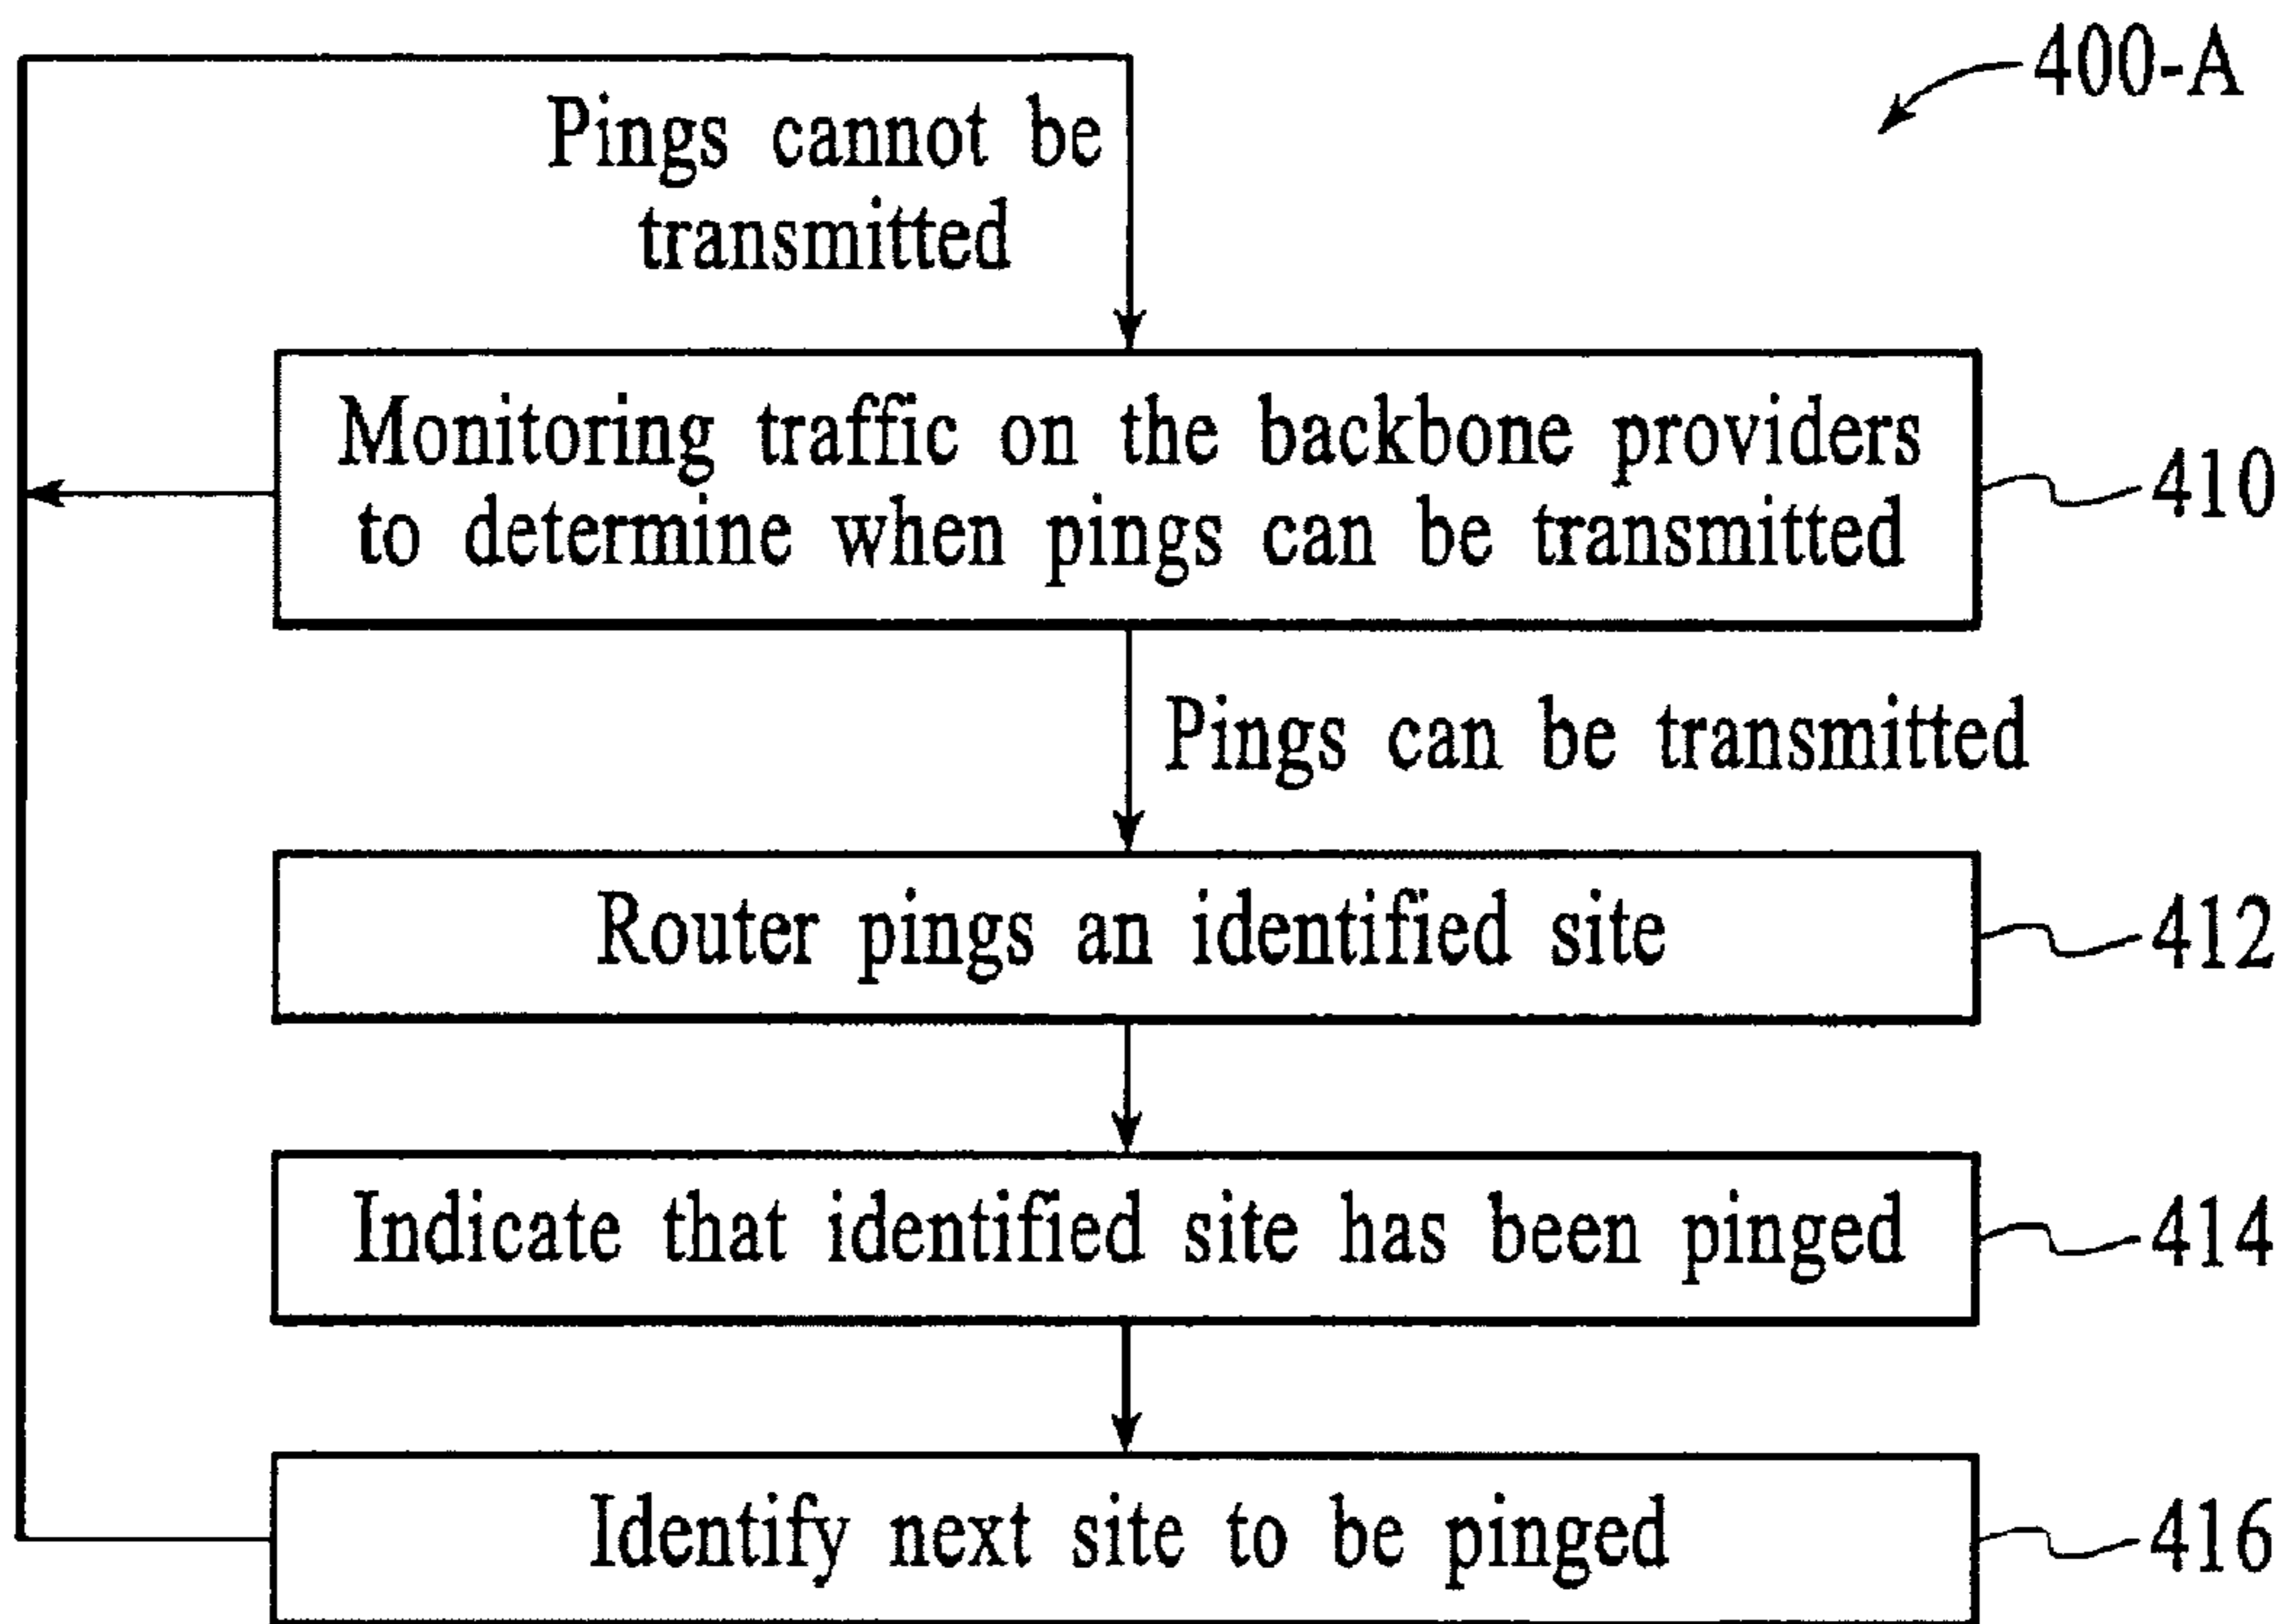 400-A
Pings cannot be
transmitted
Monitoring traffic on the backbone providers
to determine when pings can be transmitted
410
Pings can be transmitted
Router pings an identified site
412
Indicate that identified site has been pinged
414
Identify next site to be pinged
416